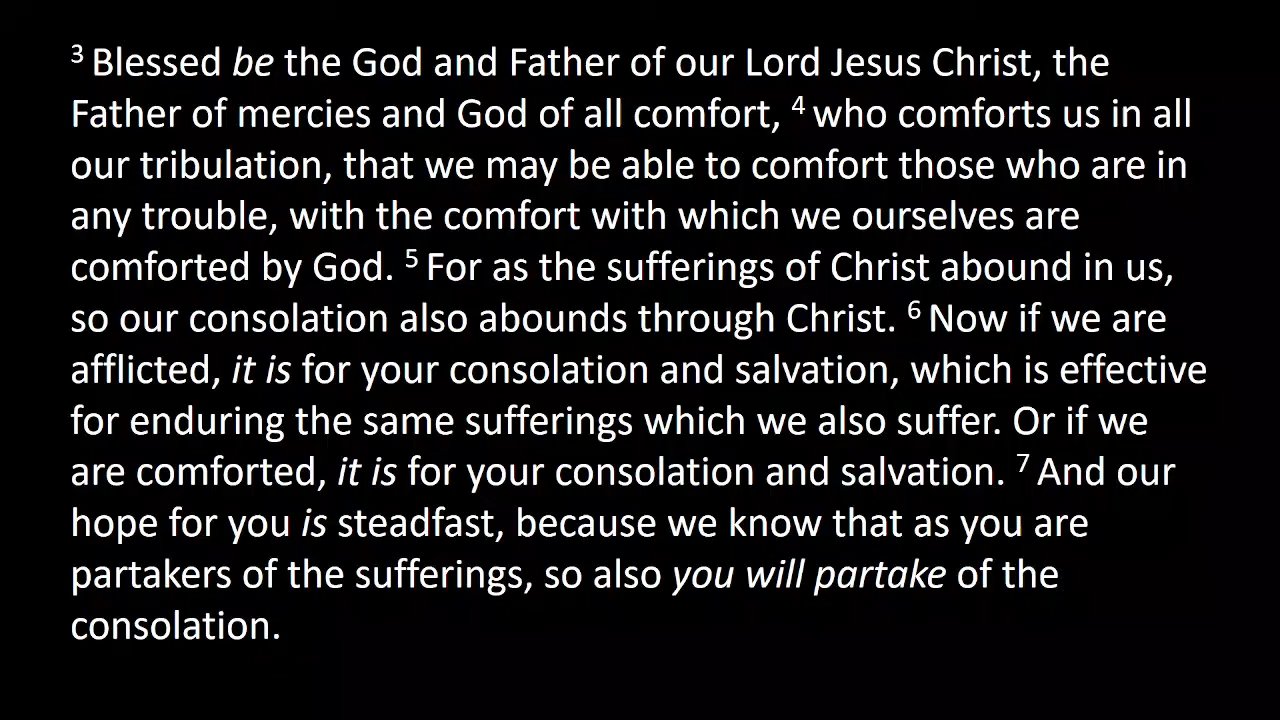 ³ Blessed be the God and Father of our Lord Jesus Christ, the
Father of mercies and God of all comfort, ⁴ who comforts us in all
our tribulation, that we may be able to comfort those who are in
any trouble, with the comfort with which we ourselves are
comforted by God. ⁵ For as the sufferings of Christ abound in us,
so our consolation also abounds through Christ. ⁶ Now if we are
afflicted, it is for your consolation and salvation, which is effective
for enduring the same sufferings which we also suffer. Or if we
are comforted, it is for your consolation and salvation. ⁷ And our
hope for you is steadfast, because we know that as you are
partakers of the sufferings, so also you will partake of the
consolation.